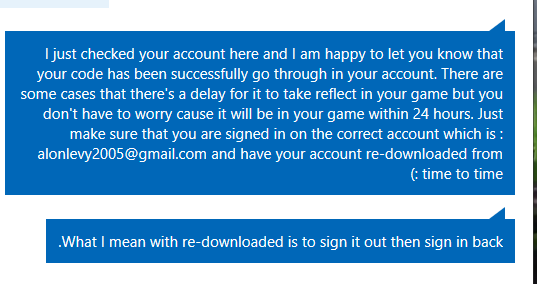 I just checked your account here and I am happy to let you know that
your code has been successfully go through in your account. There are
some cases that there's a delay for it to take reflect in your game but you
don't have to worry cause it will be in your game within 24 hours. Just
make sure that you are signed in on the correct account which is :
alonlevy2005@gmail.com and have your account re-downloaded from
(: time to time
.What I mean with re-downloaded is to sign it out then sign in back